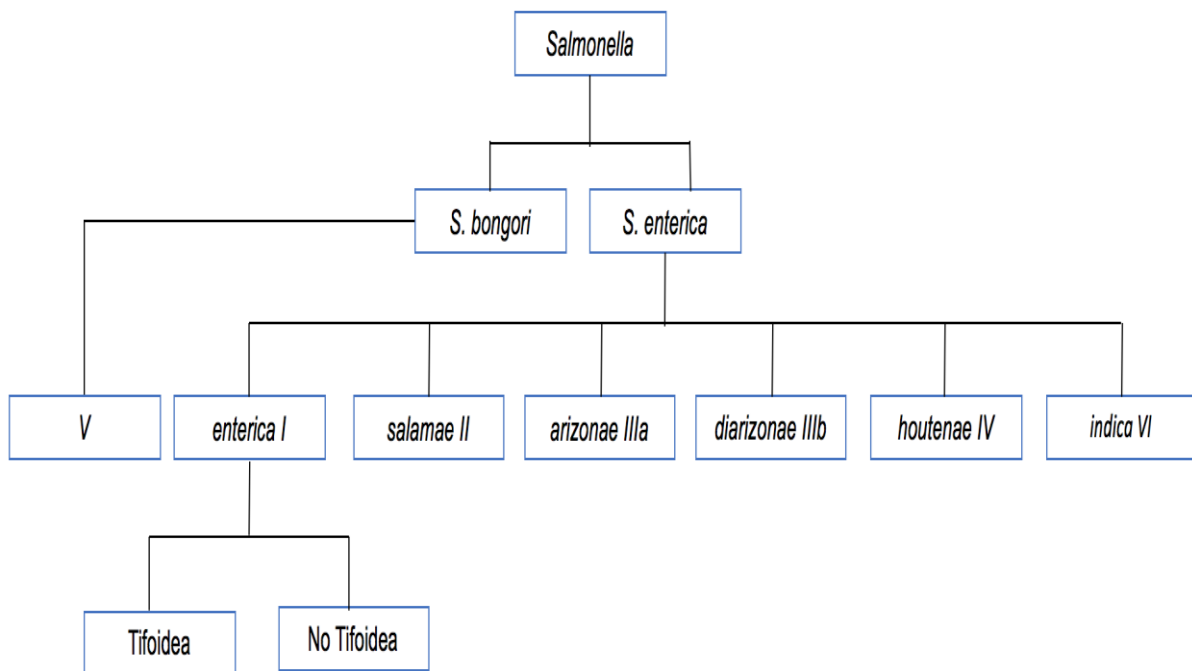 Salmonella
S. bongori
S. enterica
V
enterica I
salamae II
arizonae IIIa
diarizonae IIIb
houtenae IV
indica VI
Tifoidea
No Tifoidea